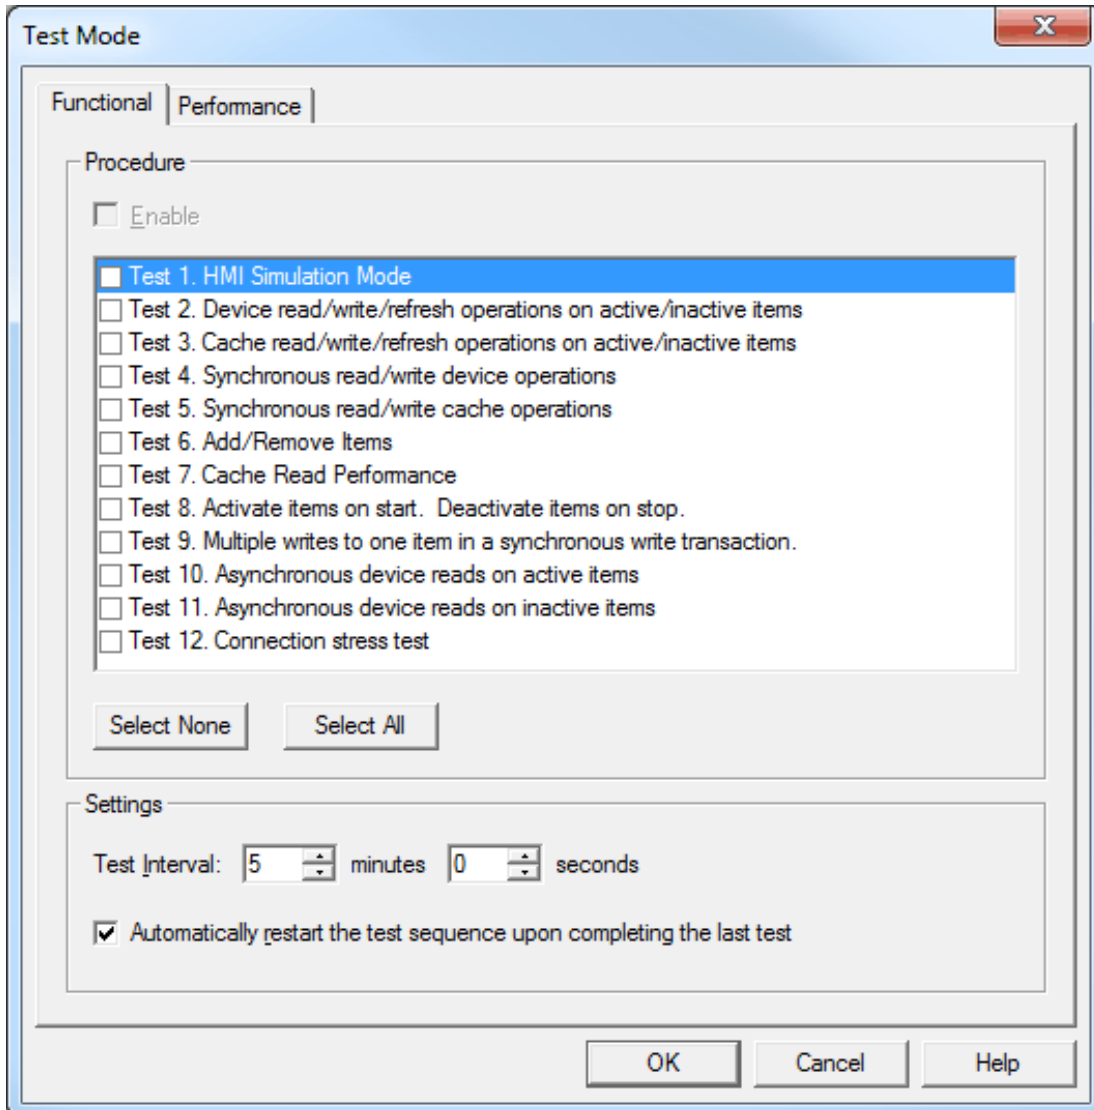 Test Mode
Functional Performance
Procedure
Enable
Test 1. HMI Simulation Mode
Test 2. Device read/write/refresh operations on active/inactive items
Test 3. Cache read/write/refresh operations on active/inactive items
Test 4. Synchronous read/write device operations
Test 5. Synchronous read/write cache operations
Test 6. Add/Remove Items
Test 7. Cache Read Performance
Test 8. Activate items on start.  Deactivate items on stop.
Test 9. Multiple writes to one item in a synchronous write transaction.
Test 10. Asynchronous device reads on active items
Test 11. Asynchronous device reads on inactive items
Test 12. Connection stress test
Select None Select All
Settings
Test Interval: 5 minutes 0 seconds
Automatically restart the test sequence upon completing the last test
OK Cancel Help